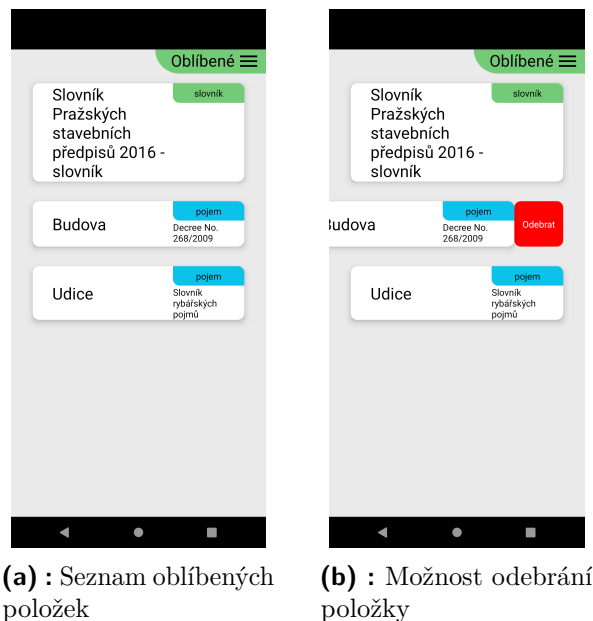 Oblíbené
Slovník
Pražských
stavebních
předpisů 2016 -
slovník
slovník
Budova
pojem
Decree No.
268/2009
Udice
pojem
Slovník
rybářských
pojmů
(a) : Seznam oblíbených
položek
Oblíbené
Slovník
Pražských
stavebních
předpisů 2016 -
slovník
slovník
Budova
pojem
Decree No.
268/2009
Odebrat
Udice
pojem
Slovník
rybářských
pojmů
(b) : Možnost odebrání
položky